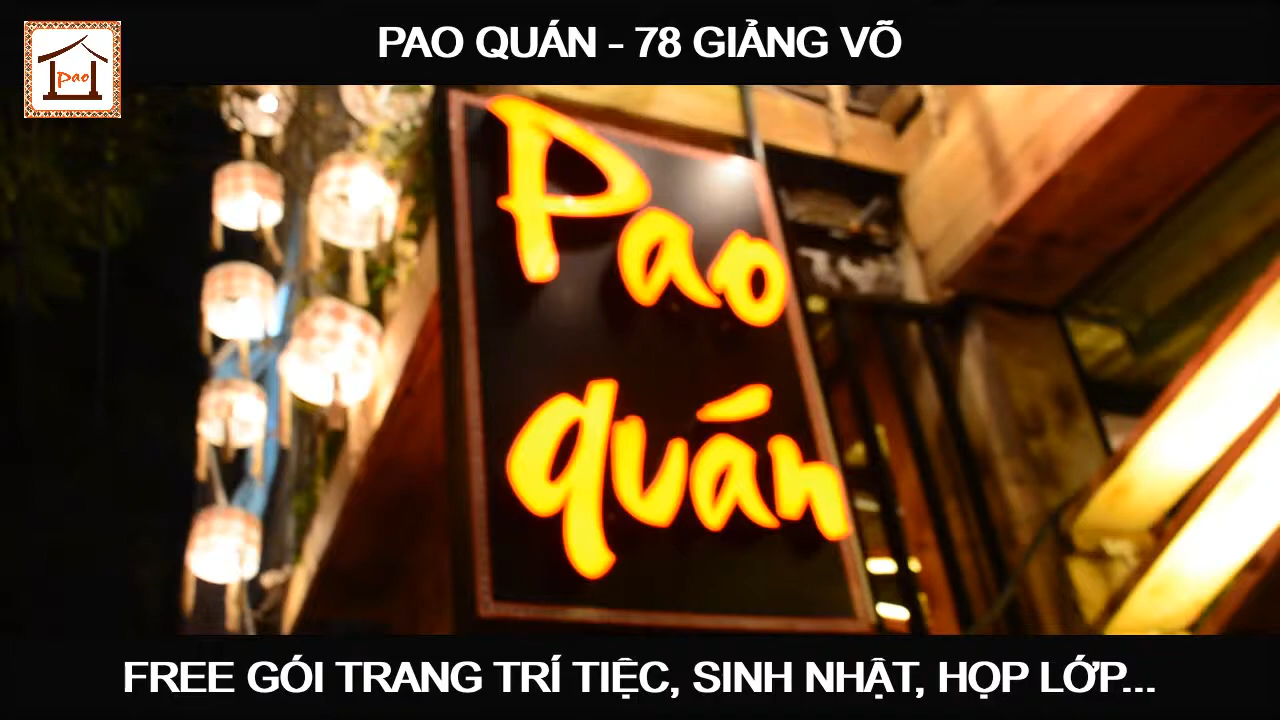 PAO QUÁN - 78 GIẢNG VÕ
Pao
Pao
quán
FREE GÓI TRANG TRÍ TIỆC, SINH NHẬT, HỌP LỚP...